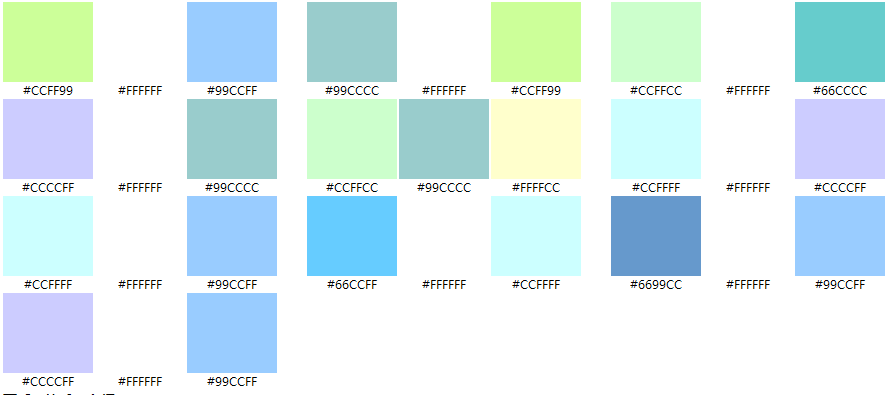 #CCFF99 #FFFFFF #99CCFF #99CCCC #FFFFFF #CCFF99 #CCFFCC #FFFFFF #66CCCC
#CCCCFF #FFFFFF #99CCCC #CCFFCC #99CCCC #FFFFCC #CCFFFF #FFFFFF #CCCCFF
#CCFFFF #FFFFFF #99CCFF #66CCFF #FFFFFF #CCFFFF #6699CC #FFFFFF #99CCFF
#CCCCFF #FFFFFF #99CCFF